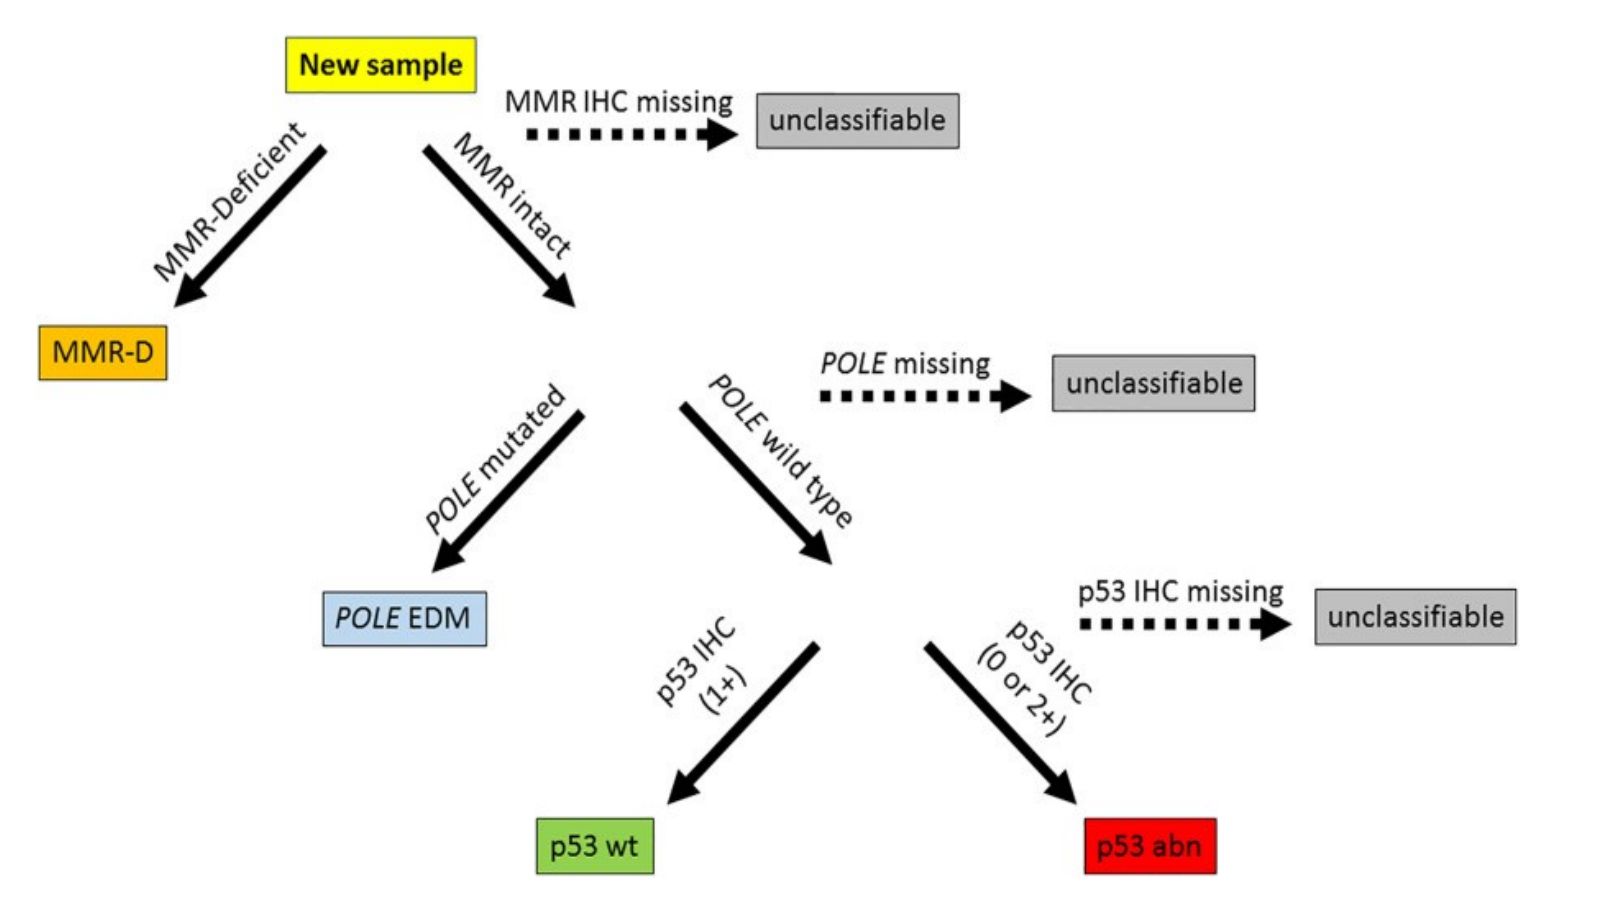 New sample
MMR IHC missing
unclassifiable
MMR-Deficient
MMR intact
MMR-D
POLE missing
unclassifiable
POLE mutated
POLE wild type
POLE EDM
p53 IHC missing
unclassifiable
p53 IHC
(1+)
p53 IHC
(0 or 2+)
p53 wt
p53 abn